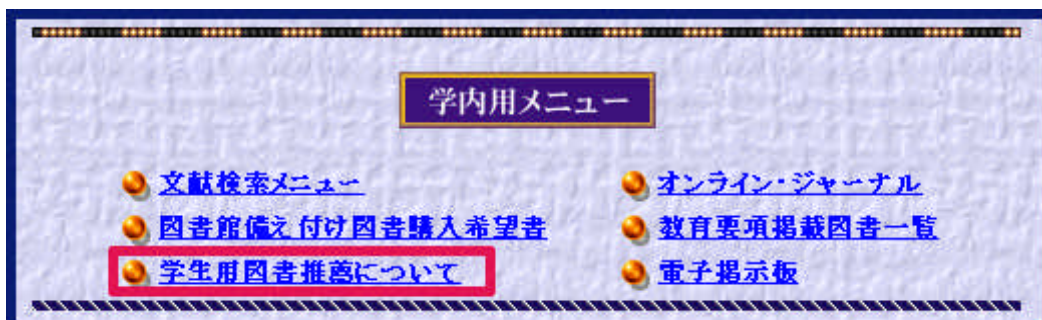 学内用メニュー
文献検索メニュー
オンライン・ジャーナル
図書館備え付け図書購入希望書
教育要項掲載図書一覧
学生用図書推薦について
電子掲示板